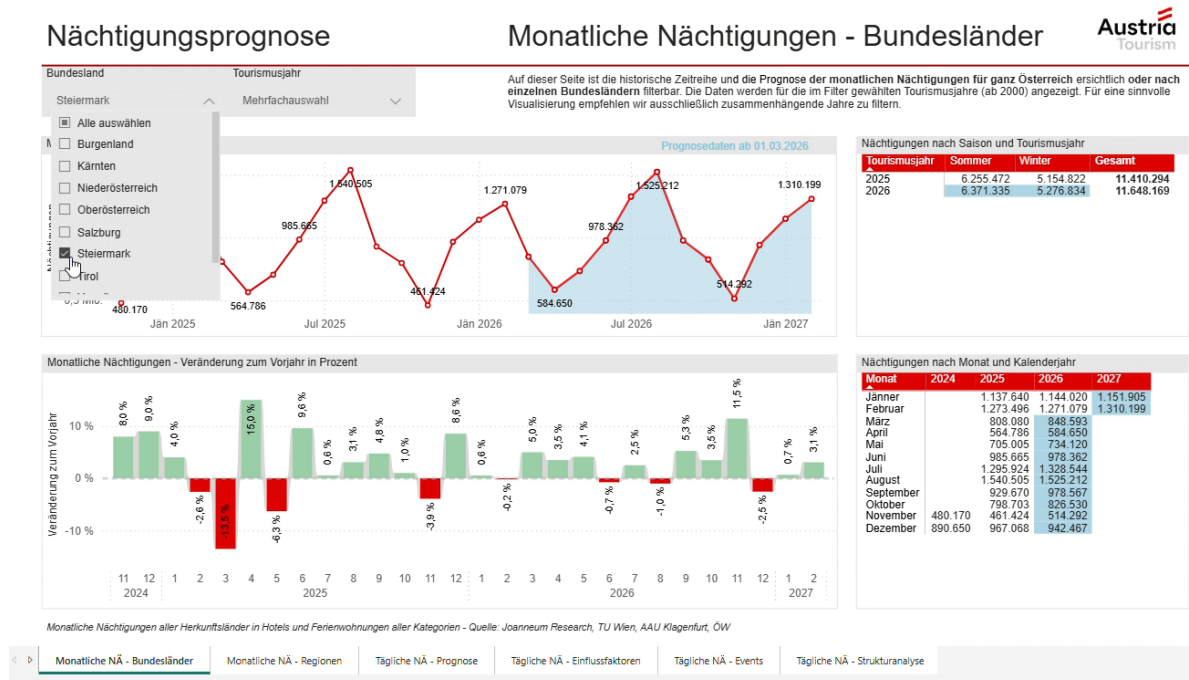 Nächtigungsprognose
Monatliche Nächtigungen - Bundesländer
Austria
Tourism
Bundesland
Tourismusjahr
Steiermark
Mehrfachauswahl
Auf dieser Seite ist die historische Zeitreihe und die Prognose der monatlichen Nächtigungen für ganz Österreich ersichtlich oder nach
einzelnen Bundesländern filterbar. Die Daten werden für die im Filter gewählten Tourismusjahre (ab 2000) angezeigt. Für eine sinnvolle
Visualisierung empfehlen wir ausschließlich zusammenhängende Jahre zu filtern.
Alle auswählen
Burgenland
Kärnten
Niederösterreich
Oberösterreich
Salzburg
Steiermark
Tirol
Prognosedaten ab 01.03.2026
Nächtigungen
0,5 Mio.
480.170
564.786
985.665
1.540.505
461.424
1.271.079
584.650
978.362
1.525.212
514.292
1.310.199
Jän 2025
Jul 2025
Jän 2026
Jul 2026
Jän 2027
Nächtigungen nach Saison und Tourismusjahr
Tourismusjahr Sommer Winter Gesamt
2025 6.255.472 5.154.822 11.410.294
2026 6.371.335 5.276.834 11.648.169
Monatliche Nächtigungen - Veränderung zum Vorjahr in Prozent
Veränderung zum Vorjahr
10 %
0 %
-10 %
8,0 %
9,0 %
4,0 %
-2,6 %
-13,5 %
15,0 %
-6,3 %
9,6 %
0,6 %
3,1 %
4,8 %
1,0 %
-3,9 %
8,6 %
0,6 %
-0,2 %
5,0 %
3,5 %
4,1 %
-0,7 %
2,5 %
-1,0 %
5,3 %
3,5 %
11,5 %
-2,5 %
0,7 %
3,1 %
11 12 1 2 3 4 5 6 7 8 9 10 11 12 1 2 3 4 5 6 7 8 9 10 11 12 1 2
2024 2025 2026 2027
Nächtigungen nach Monat und Kalenderjahr
Monat 2024 2025 2026 2027
Jänner 1.137.640 1.144.020 1.151.905
Februar 1.273.496 1.271.079 1.310.199
März 808.080 848.593
April 564.786 584.650
Mai 705.005 734.120
Juni 985.665 978.362
Juli 1.295.924 1.328.544
August 1.540.505 1.525.212
September 929.670 978.567
Oktober 798.703 826.530
November 480.170 461.424 514.292
Dezember 890.650 967.068 942.467
Monatliche Nächtigungen aller Herkunftsländer in Hotels und Ferienwohnungen aller Kategorien - Quelle: Joanneum Research, TU Wien, AAU Klagenfurt, ÖW
Monatliche NÄ - Bundesländer
Monatliche NÄ - Regionen
Tägliche NÄ - Prognose
Tägliche NÄ - Einflussfaktoren
Tägliche NÄ - Events
Tägliche NÄ - Strukturanalyse